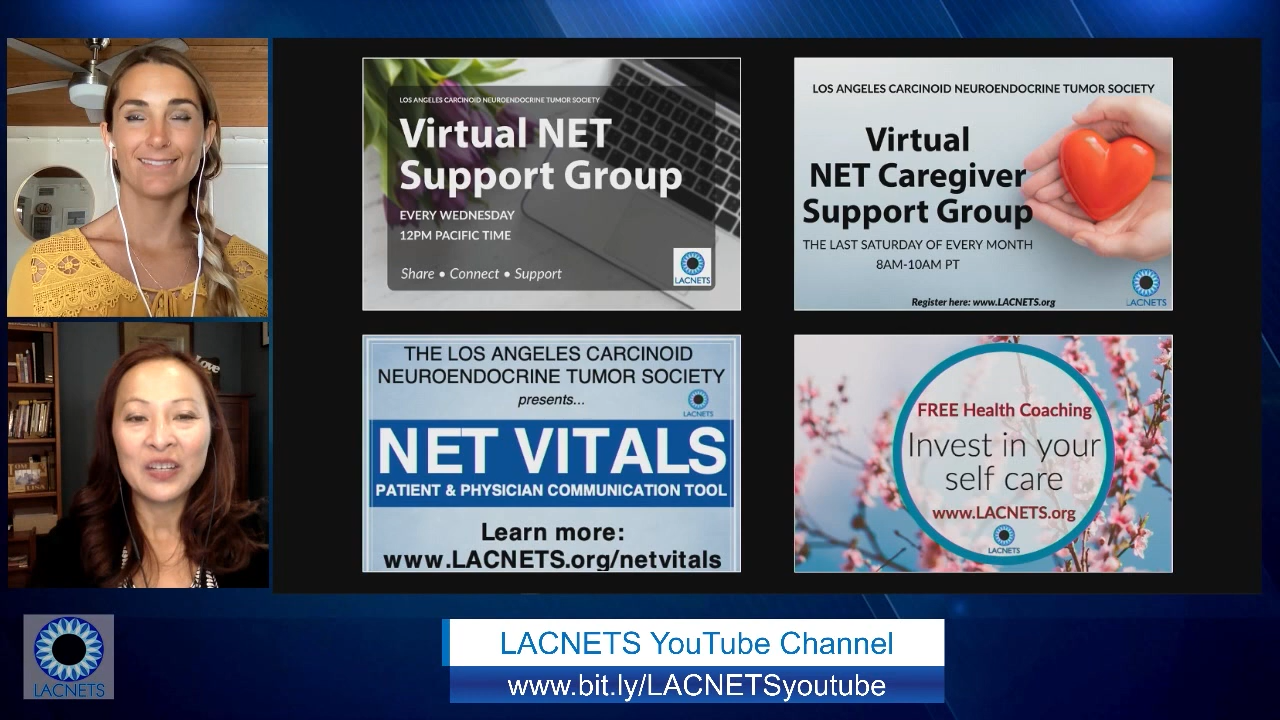 LOS ANGELES CARCINOID NEUROENDOCRINE TUMOR SOCIETY
Virtual NET
Support Group
EVERY WEDNESDAY
12PM PACIFIC TIME
Share • Connect • Support
LACNETS
LOS ANGELES CARCINOID NEUROENDOCRINE TUMOR SOCIETY
Virtual
NET Caregiver
Support Group
THE LAST SATURDAY OF EVERY MONTH
8AM-10AM PT
LACNETS
Register here: www.LACNETS.org
THE LOS ANGELES CARCINOID
NEUROENDOCRINE TUMOR SOCIETY
presents...
LACNETS
NET VITALS
PATIENT & PHYSICIAN COMMUNICATION TOOL
Learn more:
www.LACNETS.org/netvitals
FREE Health Coaching
Invest in your
self care
www.LACNETS.org
LACNETS
Love
LACNETS
LACNETS YouTube Channel
www.bit.ly/LACNETSyoutube